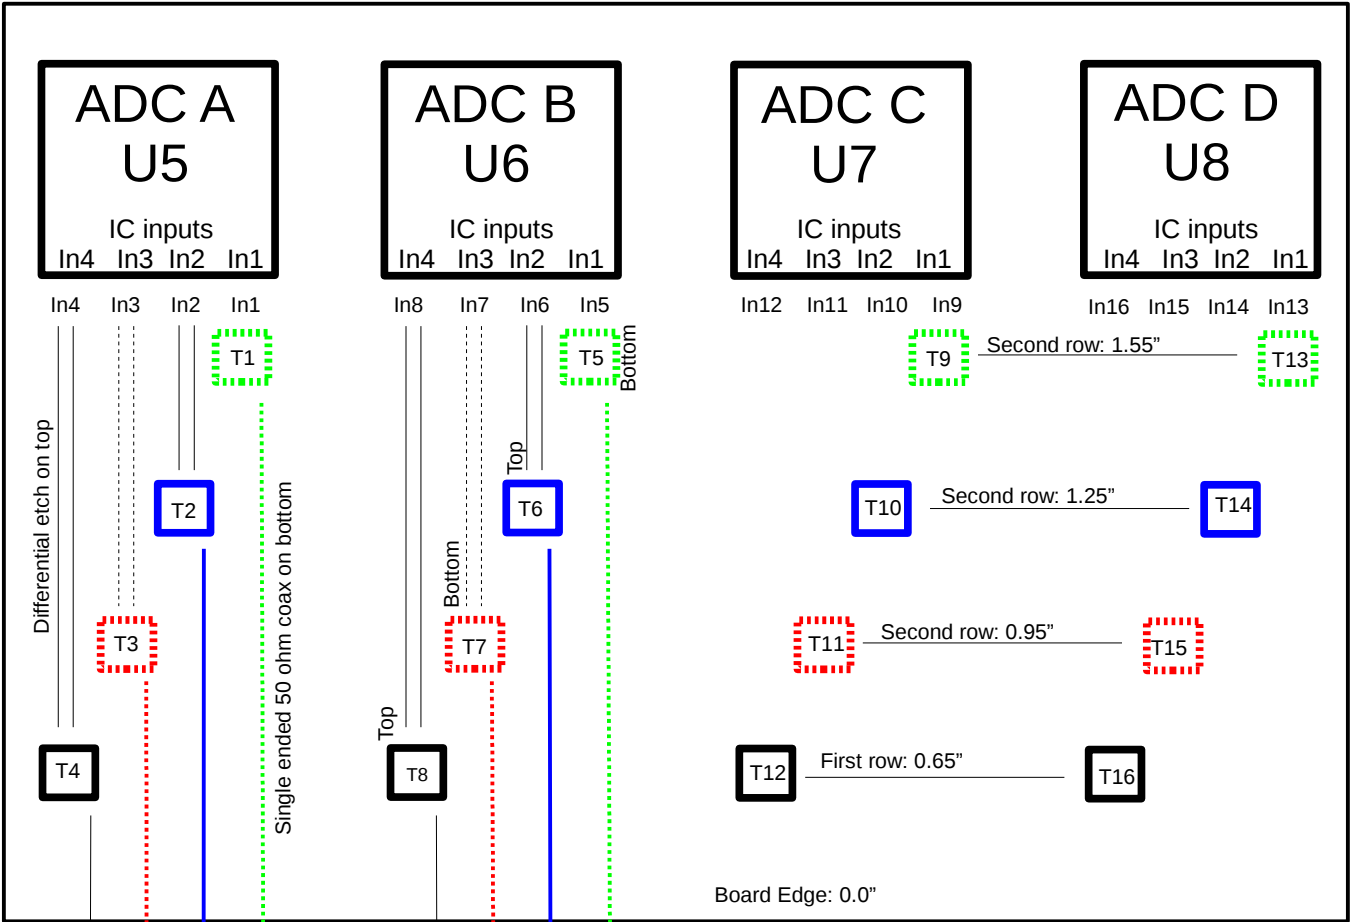 ADC A
U5
IC inputs
In4 In3 In2 In1
ADC B
U6
IC inputs
In4 In3 In2 In1
ADC C
U7
IC inputs
In4 In3 In2 In1
ADC D
U8
IC inputs
In4 In3 In2 In1
In4 In3 In2 In1
In8 In7 In6 In5
In12 In11 In10 In9
In16 In15 In14 In13
T1
T5
Bottom
T9
Second row: 1.55”
T13
Differential etch on top
Top
T2
T6
T10
Second row: 1.25”
T14
Single ended 50 ohm coax on bottom
Bottom
T3
T7
T11
Second row: 0.95”
T15
Top
T4
T8
T12
First row: 0.65”
T16
Board Edge: 0.0”